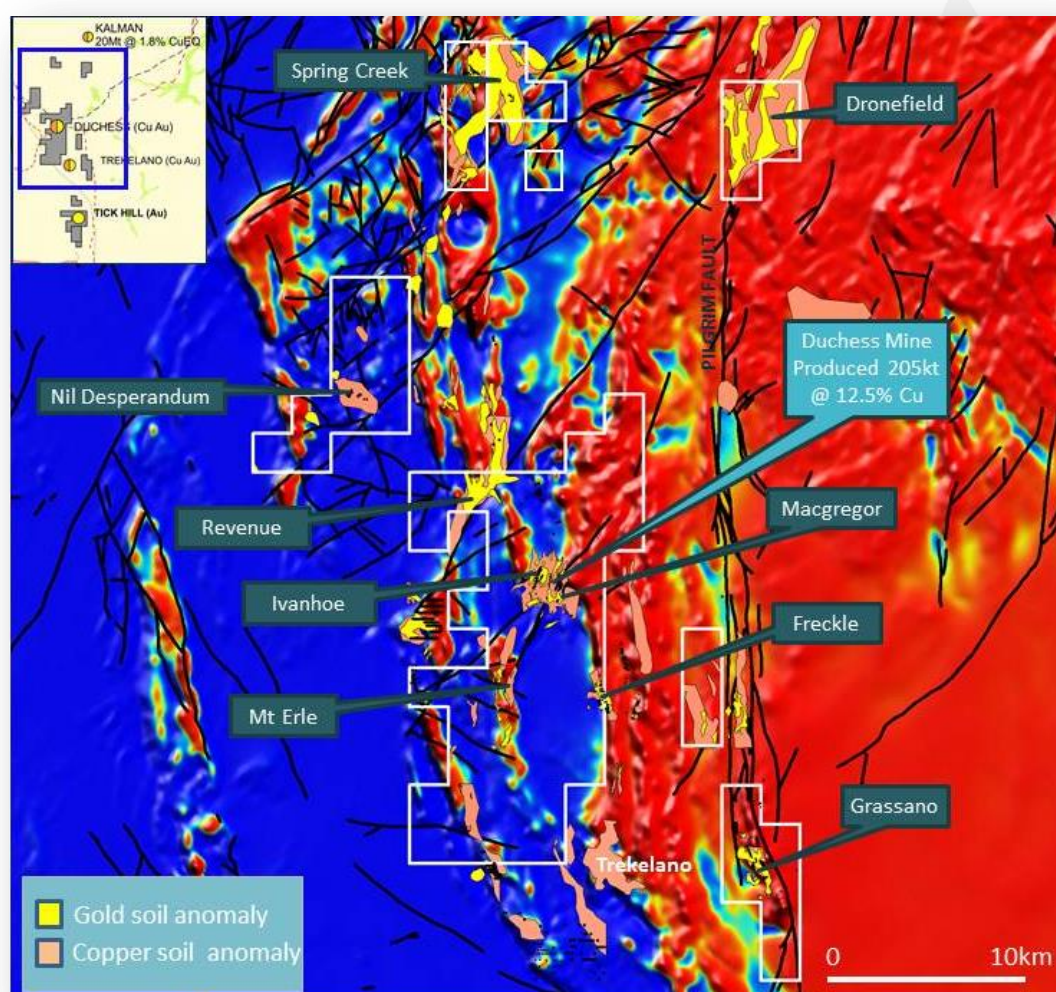 KALMAN
20Mt @ 1.8% CuEQ
DUCHESS (Cu Au)
TREKELANO (Cu Au)
TICK HILL (Au)
Spring Creek
Dronefield
PILGRIM FAULT
Duchess Mine
Produced 205kt
@ 12.5% Cu
Nil Desperandum
Macgregor
Revenue
Ivanhoe
Freckle
Mt Erle
Grassano
Trekelano
Gold soil anomaly
Copper soil anomaly
0 10km